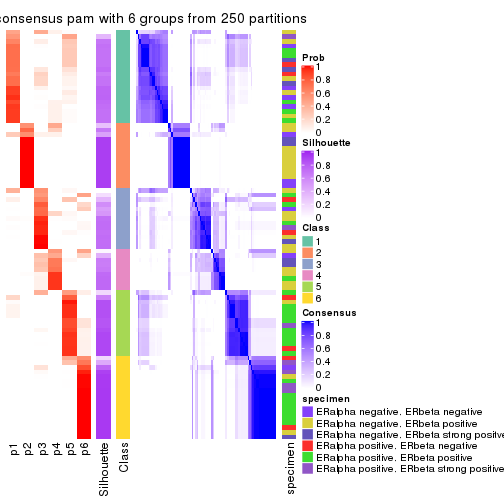 consensus pam with 6 groups from 250 partitions
Prob
1
0.8
0.6
0.4
0.2
0
Silhouette
1
0.8
0.6
0.4
0.2
0
Class
1
2
3
4
5
6
Consensus
1
0.8
0.6
0.4
0.2
0
specimen
ERalpha negative. ERbeta negative
ERalpha negative. ERbeta positive
ERalpha negative. ERbeta strong positive
ERalpha positive. ERbeta negative
ERalpha positive. ERbeta positive
ERalpha positive. ERbeta strong positive
p1
p2
p3
p4
p5
p6
Silhouette
Class
specimen